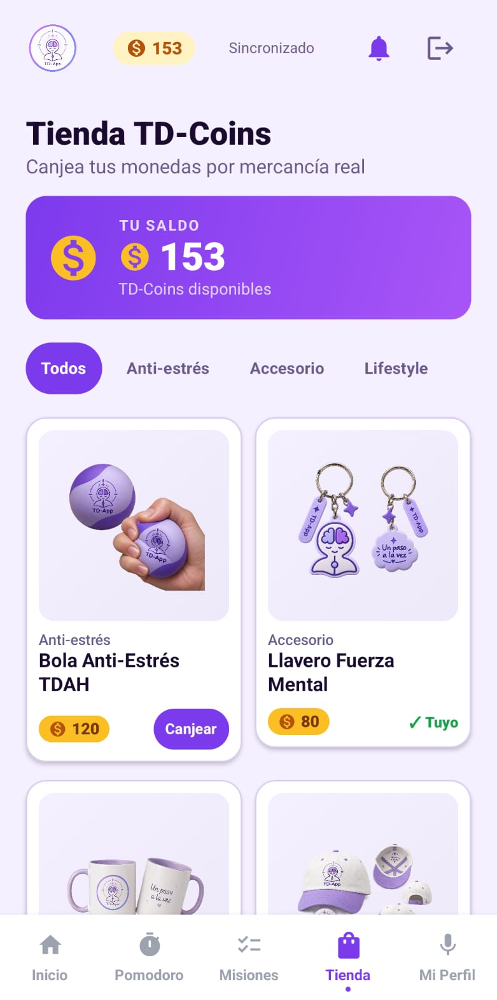 TD-App
153
Sincronizado
Tienda TD-Coins
Canjea tus monedas por mercancía real
TU SALDO
153
TD-Coins disponibles
Todos
Anti-estrés
Accesorio
Lifestyle
TD-App
TD-App
TD-App
TD-App
Un paso
a la vez
Anti-estrés
Bola Anti-Estrés
TDAH
120
Canjear
Accesorio
Llavero Fuerza
Mental
80
✓ Tuyo
TD-App
Un paso
a la vez
TD-App
Inicio
Pomodoro
Misiones
Tienda
Mi Perfil